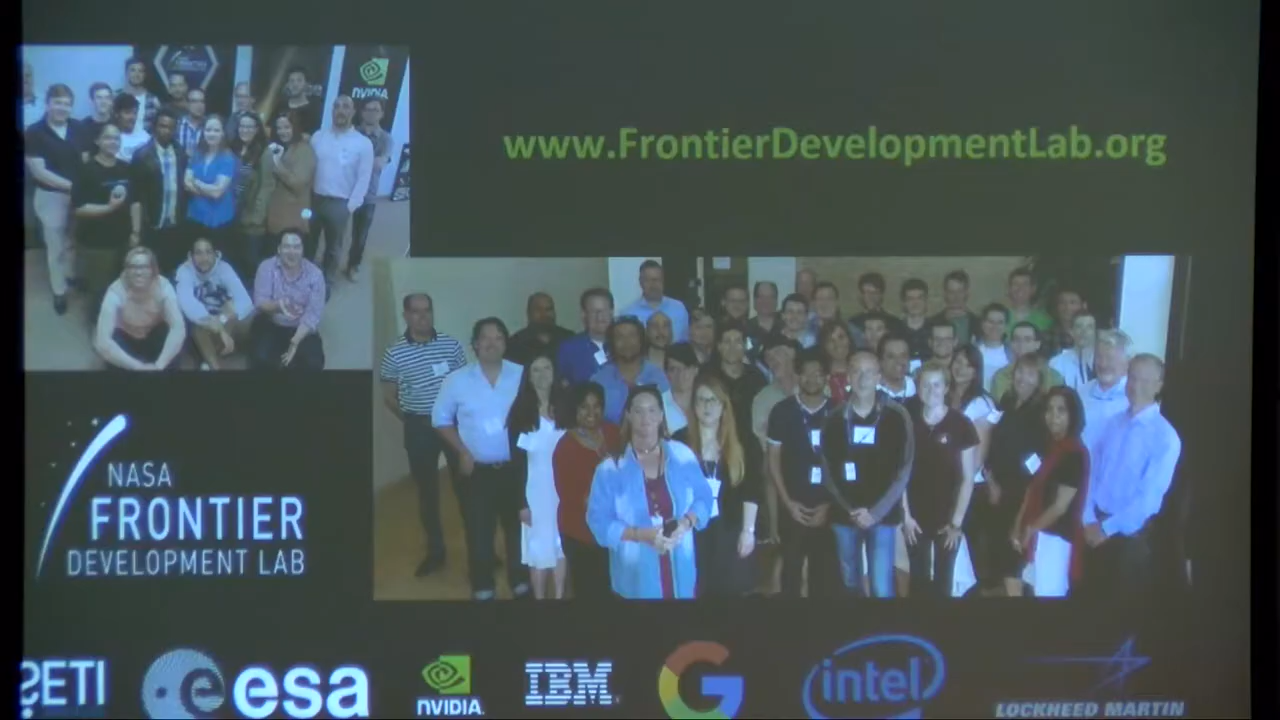 NVIDIA
www.FrontierDevelopmentLab.org
NASA
FRONTIER
DEVELOPMENT LAB
SETI
esa
NVIDIA.
IBM
G
intel
LOCKHEED MARTIN